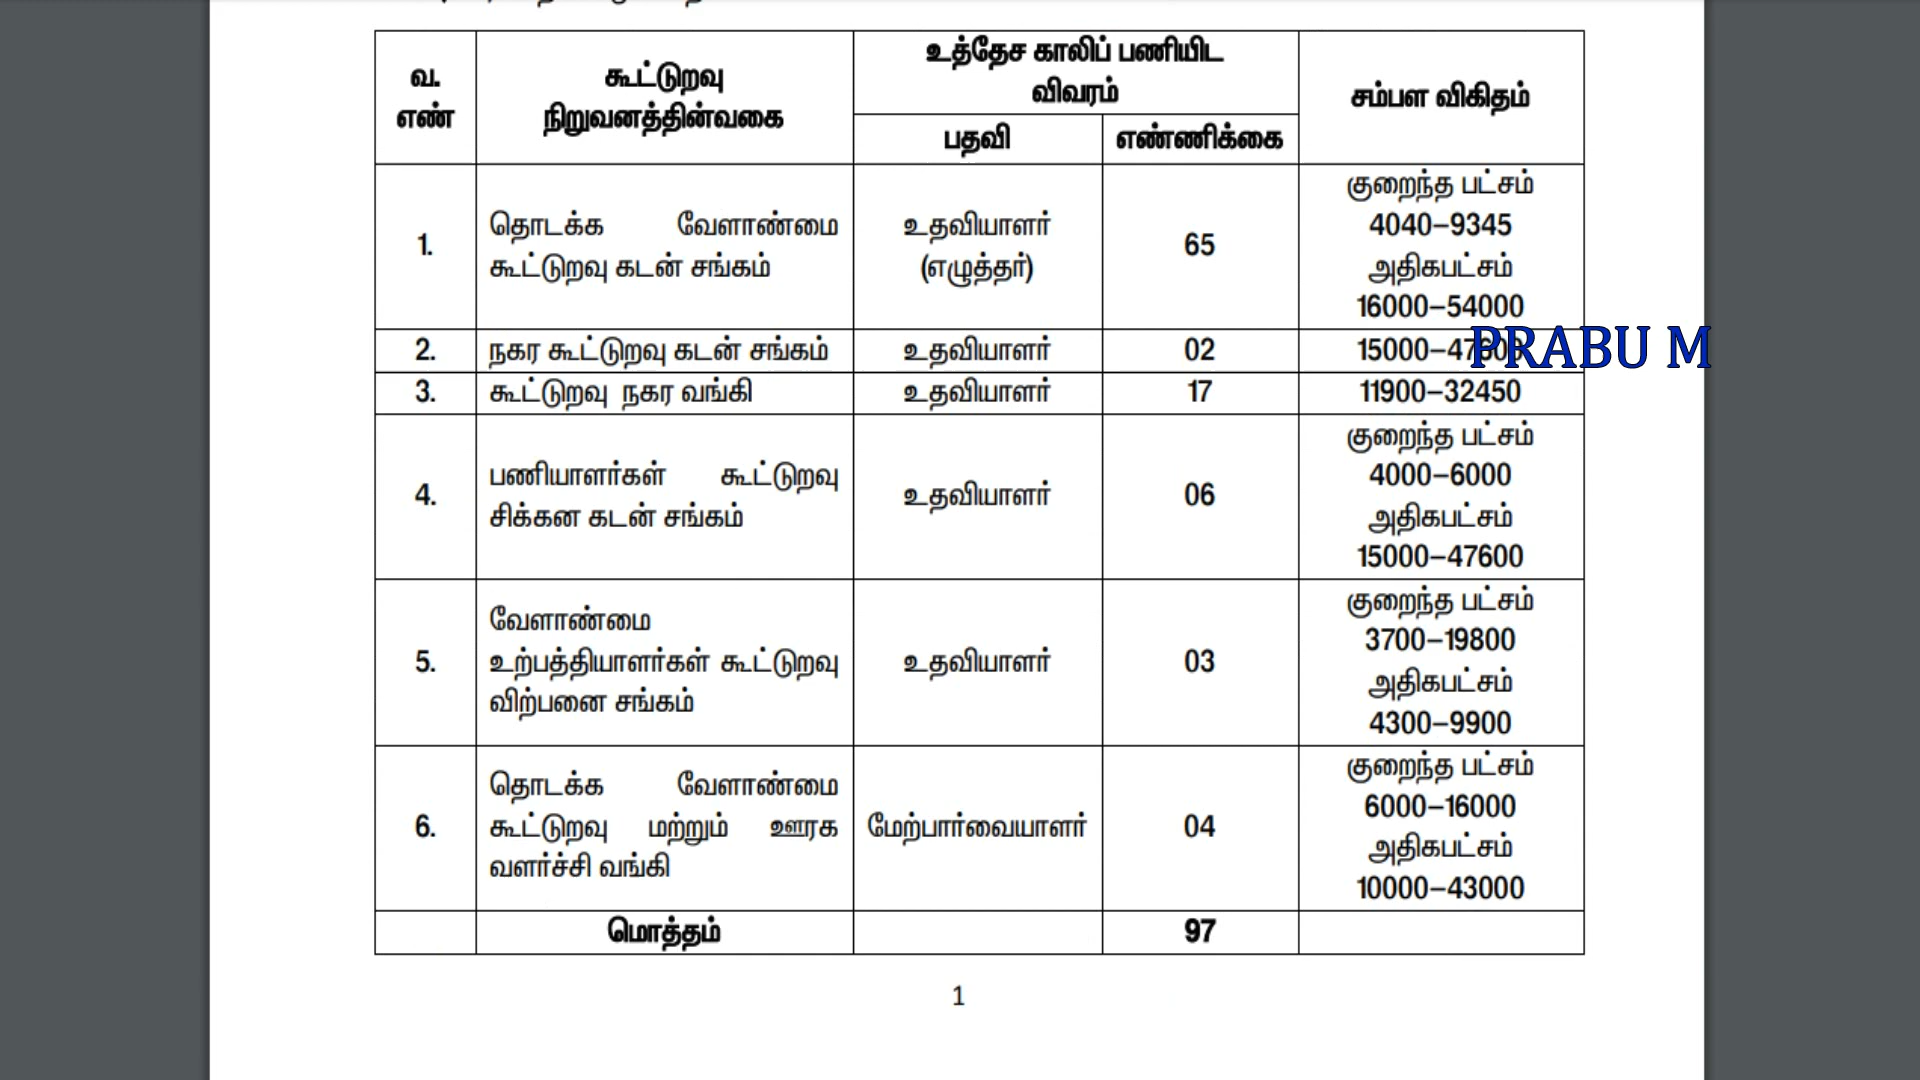 வ.
எண்
கூட்டுறவு
நிறுவனத்தின்வகை
உத்தேச காலிப் பணியிட
விவரம்
பதவி
எண்ணிக்கை
சம்பள விகிதம்
1.
தொடக்க வேளாண்மை
கூட்டுறவு கடன் சங்கம்
உதவியாளர்
(எழுத்தர்)
65
குறைந்த பட்சம்
4040–9345
அதிகபட்சம்
16000–54000
2.
நகர கூட்டுறவு கடன் சங்கம்
உதவியாளர்
02
15000–47600
PRABU M
3.
கூட்டுறவு நகர வங்கி
உதவியாளர்
17
11900–32450
4.
பணியாளர்கள் கூட்டுறவு
சிக்கன கடன் சங்கம்
உதவியாளர்
06
குறைந்த பட்சம்
4000–6000
அதிகபட்சம்
15000–47600
5.
வேளாண்மை
உற்பத்தியாளர்கள் கூட்டுறவு
விற்பனை சங்கம்
உதவியாளர்
03
குறைந்த பட்சம்
3700–19800
அதிகபட்சம்
4300–9900
6.
தொடக்க வேளாண்மை
கூட்டுறவு மற்றும் ஊரக
வளர்ச்சி வங்கி
மேற்பார்வையாளர்
04
குறைந்த பட்சம்
6000–16000
அதிகபட்சம்
10000–43000
மொத்தம்
97
1